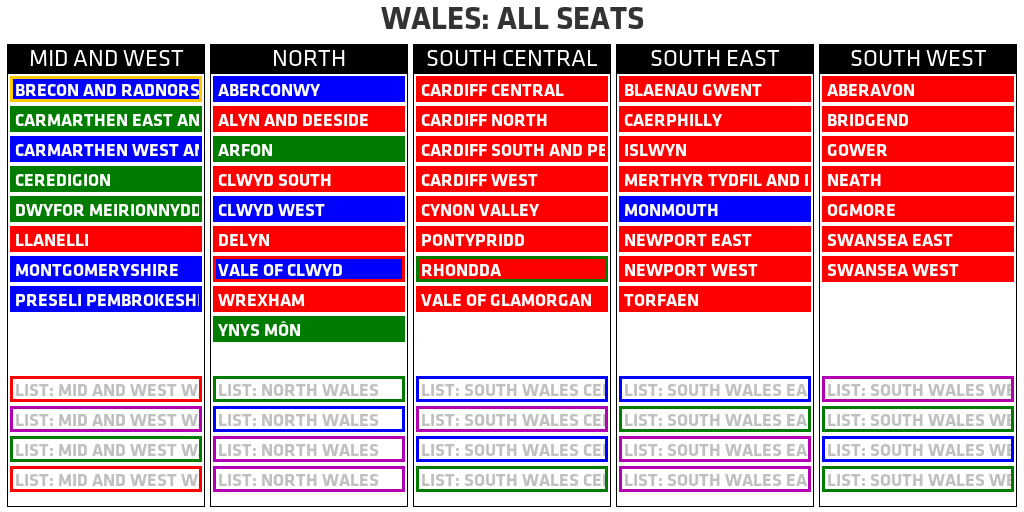 WALES: ALL SEATS
MID AND WEST
BRECON AND RADNORS
CARMARTHEN EAST AN
CARMARTHEN WEST AN
CEREDIGION
DWYFOR MEIRIONNYDD
LLANELLI
MONTGOMERYSHIRE
PRESELI PEMBROKESHI
LIST: MID AND WEST W
LIST: MID AND WEST W
LIST: MID AND WEST W
LIST: MID AND WEST W
NORTH
ABERCONWY
ALYN AND DEESIDE
ARFON
CLWYD SOUTH
CLWYD WEST
DELYN
VALE OF CLWYD
WREXHAM
YNYS MÔN
LIST: NORTH WALES
LIST: NORTH WALES
LIST: NORTH WALES
LIST: NORTH WALES
SOUTH CENTRAL
CARDIFF CENTRAL
CARDIFF NORTH
CARDIFF SOUTH AND PE
CARDIFF WEST
CYNON VALLEY
PONTYPRIDD
RHONDDA
VALE OF GLAMORGAN
LIST: SOUTH WALES CE
LIST: SOUTH WALES CE
LIST: SOUTH WALES CE
LIST: SOUTH WALES CE
SOUTH EAST
BLAENAU GWENT
CAERPHILLY
ISLWYN
MERTHYR TYDFIL AND
MONMOUTH
NEWPORT EAST
NEWPORT WEST
TORFAEN
LIST: SOUTH WALES EA
LIST: SOUTH WALES EA
LIST: SOUTH WALES EA
LIST: SOUTH WALES EA
SOUTH WEST
ABERAVON
BRIDGEND
GOWER
NEATH
OGMORE
SWANSEA EAST
SWANSEA WEST
LIST: SOUTH WALES WE
LIST: SOUTH WALES WE
LIST: SOUTH WALES WE
LIST: SOUTH WALES WE